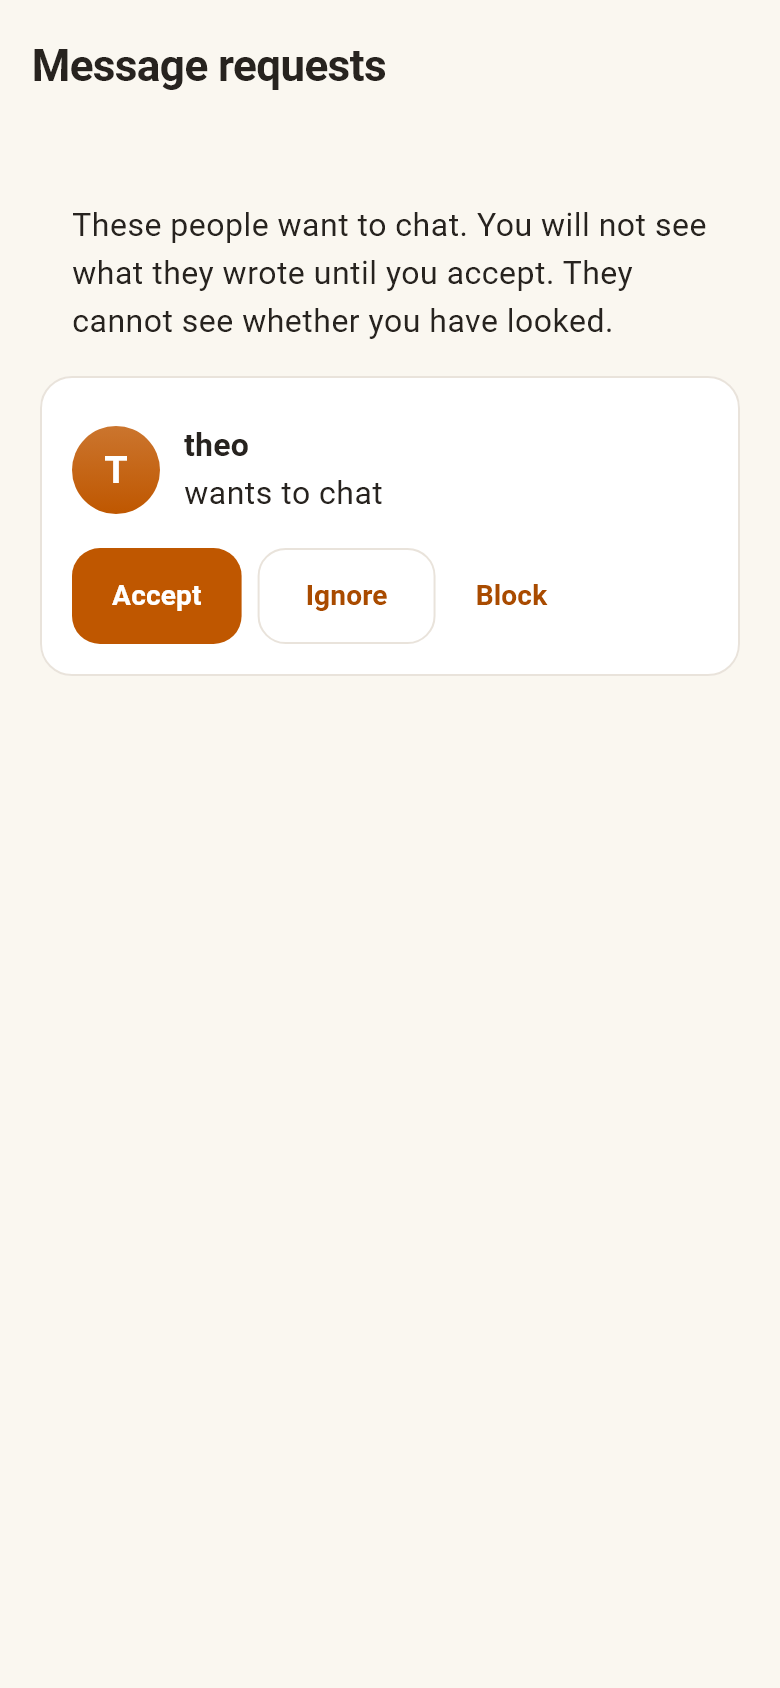 Message requests
These people want to chat. You will not see
what they wrote until you accept. They
cannot see whether you have looked.
T
theo
wants to chat
Accept
Ignore
Block